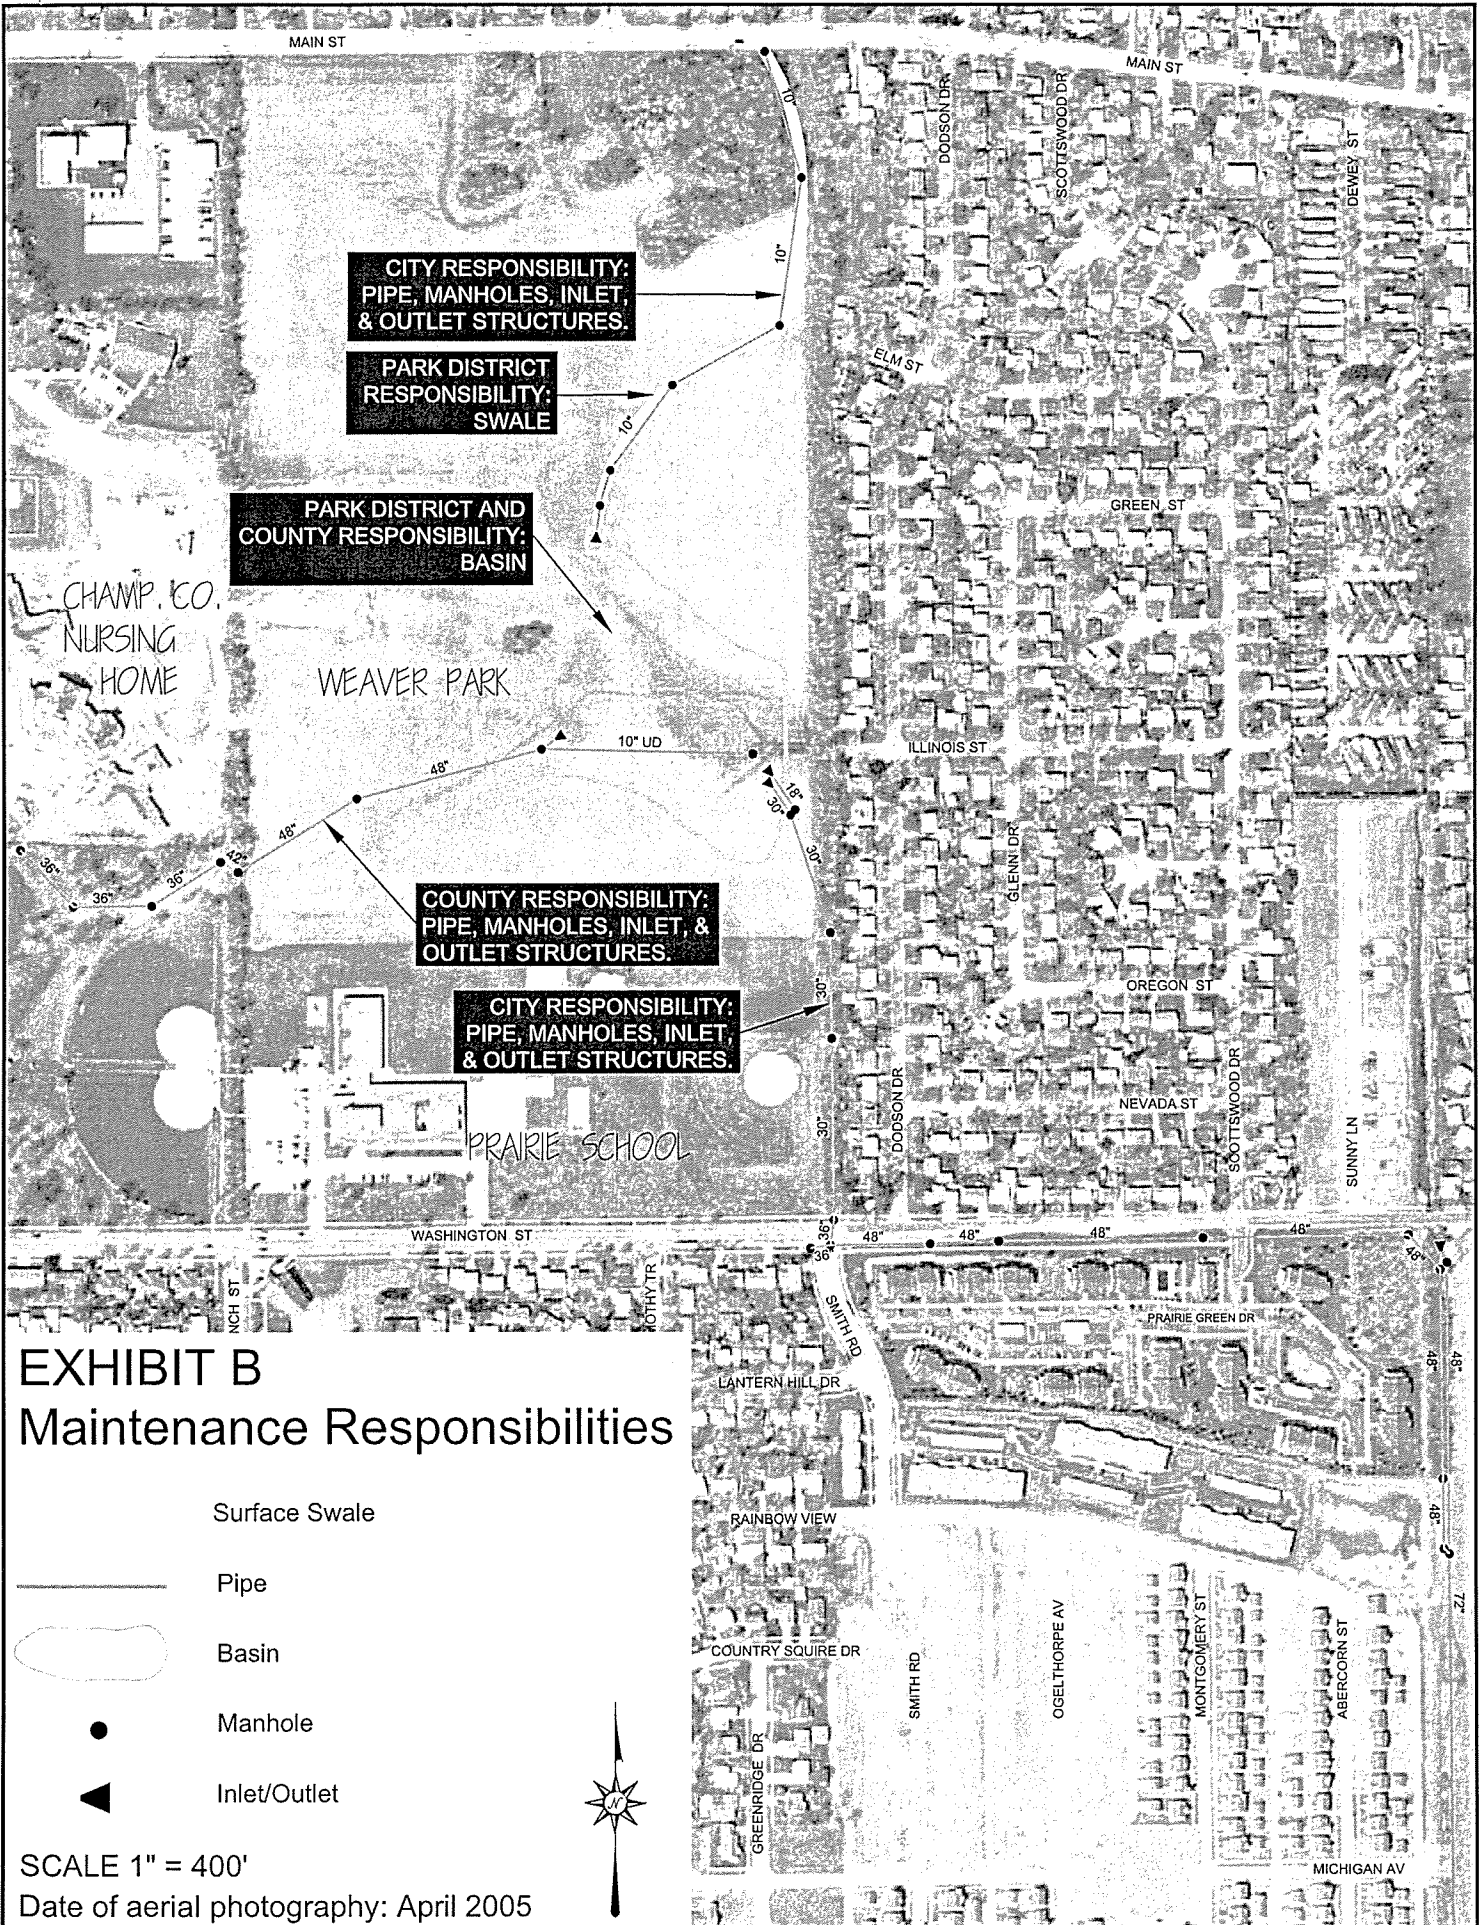 MAIN ST
MAIN ST
10"
DODSON DR
SCOTTSWOOD DR
DEWEY ST
10"
CITY RESPONSIBILITY:
PIPE, MANHOLES, INLET,
& OUTLET STRUCTURES.
ELM ST
PARK DISTRICT
RESPONSIBILITY:
SWALE
10"
GREEN ST
PARK DISTRICT AND
COUNTY RESPONSIBILITY:
BASIN
CHAMP. CO.
NURSING
HOME
WEAVER PARK
10" UD
ILLINOIS ST
48"
18"
30"
48"
30"
GLENN DR
42"
36"
36"
36"
COUNTY RESPONSIBILITY:
PIPE, MANHOLES, INLET, &
OUTLET STRUCTURES.
30"
OREGON ST
CITY RESPONSIBILITY:
PIPE, MANHOLES, INLET,
& OUTLET STRUCTURES.
DODSON DR
SCOTTSWOOD DR
NEVADA ST
30"
SUNNY LN
PRAIRIE SCHOOL
WASHINGTON ST
36"
36"
48"
48"
48"
48"
48"
NCH ST
OTHY TR
SMITH RD
PRAIRIE GREEN DR
48"
48"
LANTERN HILL DR
EXHIBIT B
Maintenance Responsibilities
Surface Swale
RAINBOW VIEW
48"
Pipe
72"
Basin
COUNTRY SQUIRE DR
SMITH RD
OGELTHORPE AV
MONTGOMERY ST
ABERCORN ST
Manhole
GREENRIDGE DR
Inlet/Outlet
N
SCALE 1" = 400'
MICHIGAN AV
Date of aerial photography: April 2005